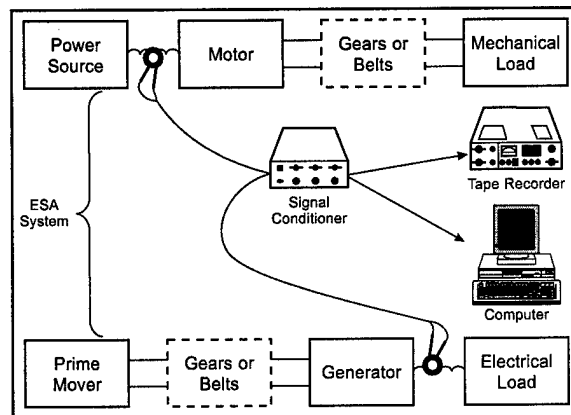 Power
Source
Motor
Gears or
Belts
Mechanical
Load
ESA
System
Signal
Conditioner
Tape Recorder
Computer
Prime
Mover
Gears or
Belts
Generator
Electrical
Load